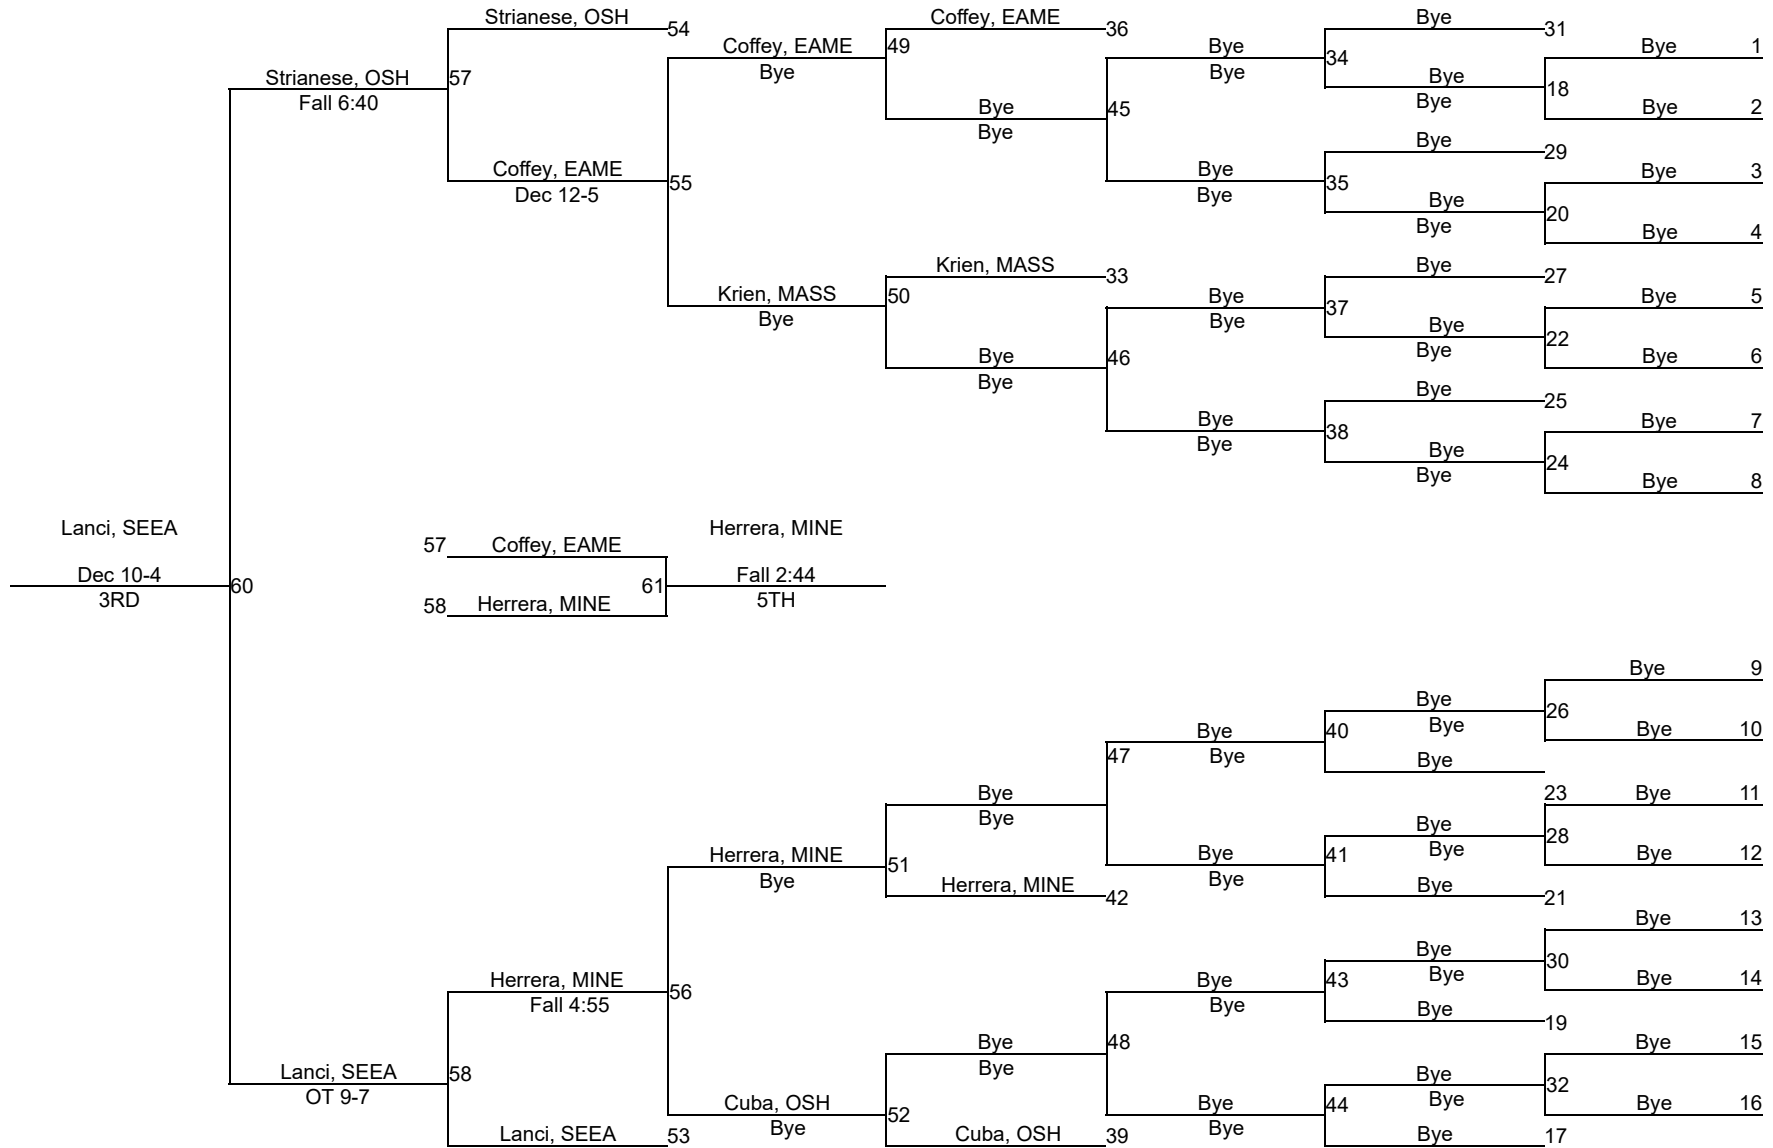 Strianese, OSH 54 Coffey, EAME 36 Bye 31
Coffey, EAME 49 Bye 34 Bye 1
Bye Bye
Strianese, OSH 57 Bye 18
Fall 6:40 Bye 45 Bye Bye 2
Bye
Bye 29
Coffey, EAME 55 Bye 35 Bye 3
Dec 12-5 Bye Bye 20
Bye Bye 4
Krien, MASS 33 Bye 27
Krien, MASS 50 Bye 37 Bye 5
Bye Bye Bye 22
Bye 46 Bye Bye 6
Bye
Bye 25
Bye 38 Bye 7
Bye Bye 24
Bye Bye 8
Lanci, SEEA Herrera, MINE
57 Coffey, EAME
Dec 10-4 60 61 Fall 2:44
3RD 58 Herrera, MINE 5TH
Bye 9
Bye 26
Bye 40 Bye Bye 10
47 Bye Bye
Bye 23 Bye 11
Bye Bye 28
Herrera, MINE 51 Bye 41 Bye Bye 12
Bye Herrera, MINE 42 Bye Bye 21
Bye 13
Bye 30
Herrera, MINE 56 Bye 43 Bye Bye 14
Fall 4:55 Bye Bye 19
Bye 48 Bye 15
Bye
Lanci, SEEA 58 Bye 32
OT 9-7 Cuba, OSH 52 Bye 44 Bye Bye 16
Lanci, SEEA 53 Bye Cuba, OSH 39 Bye Bye 17